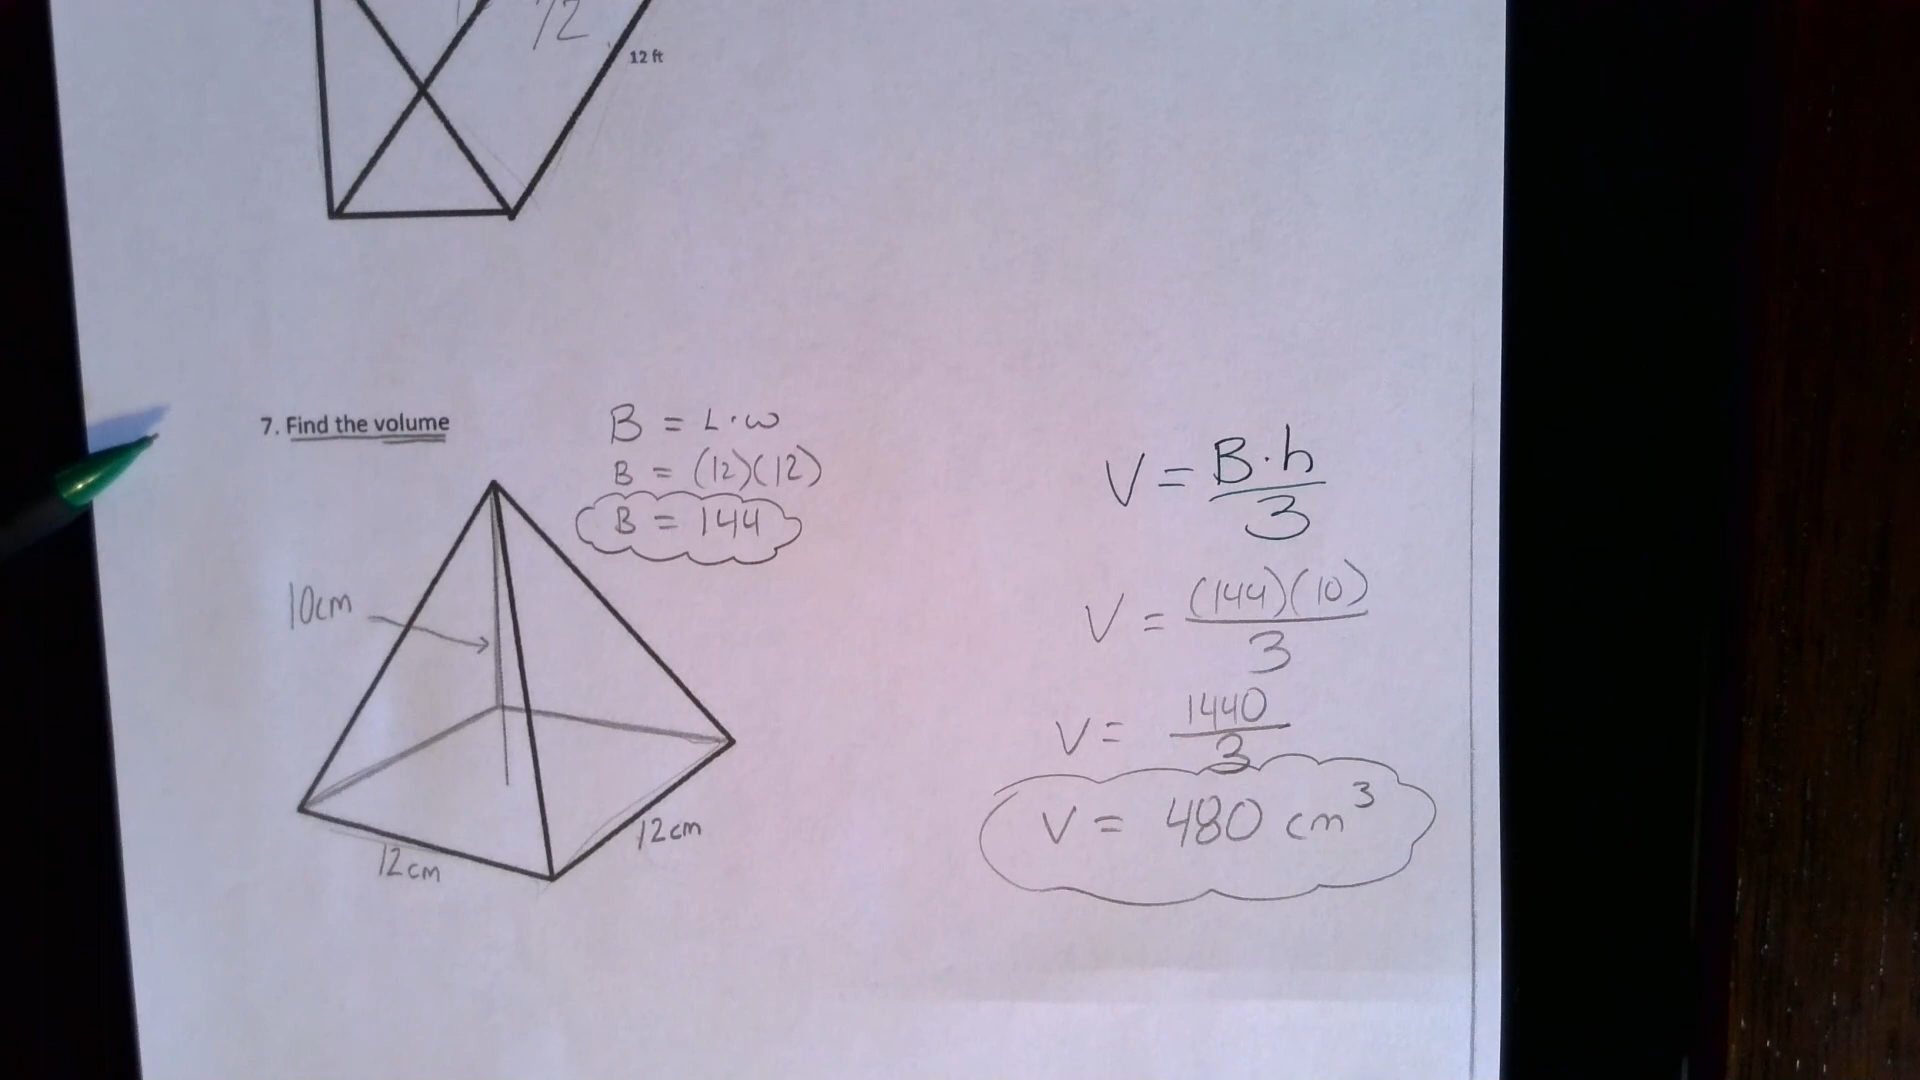 12
12 ft
7. Find the volume
B = L·w
B = (12)(12)
B = 144
10cm
12cm
12cm
V = B·h
3
V = (144)(10)
3
V = 1440
3
V = 480 cm³